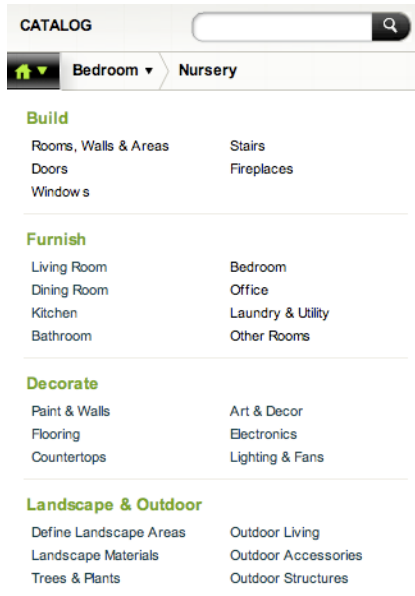 CATALOG
Bedroom ▾ Nursery
Build
Rooms, Walls & Areas Stairs
Doors Fireplaces
Windows
Furnish
Living Room Bedroom
Dining Room Office
Kitchen Laundry & Utility
Bathroom Other Rooms
Decorate
Paint & Walls Art & Decor
Flooring Electronics
Countertops Lighting & Fans
Landscape & Outdoor
Define Landscape Areas Outdoor Living
Landscape Materials Outdoor Accessories
Trees & Plants Outdoor Structures